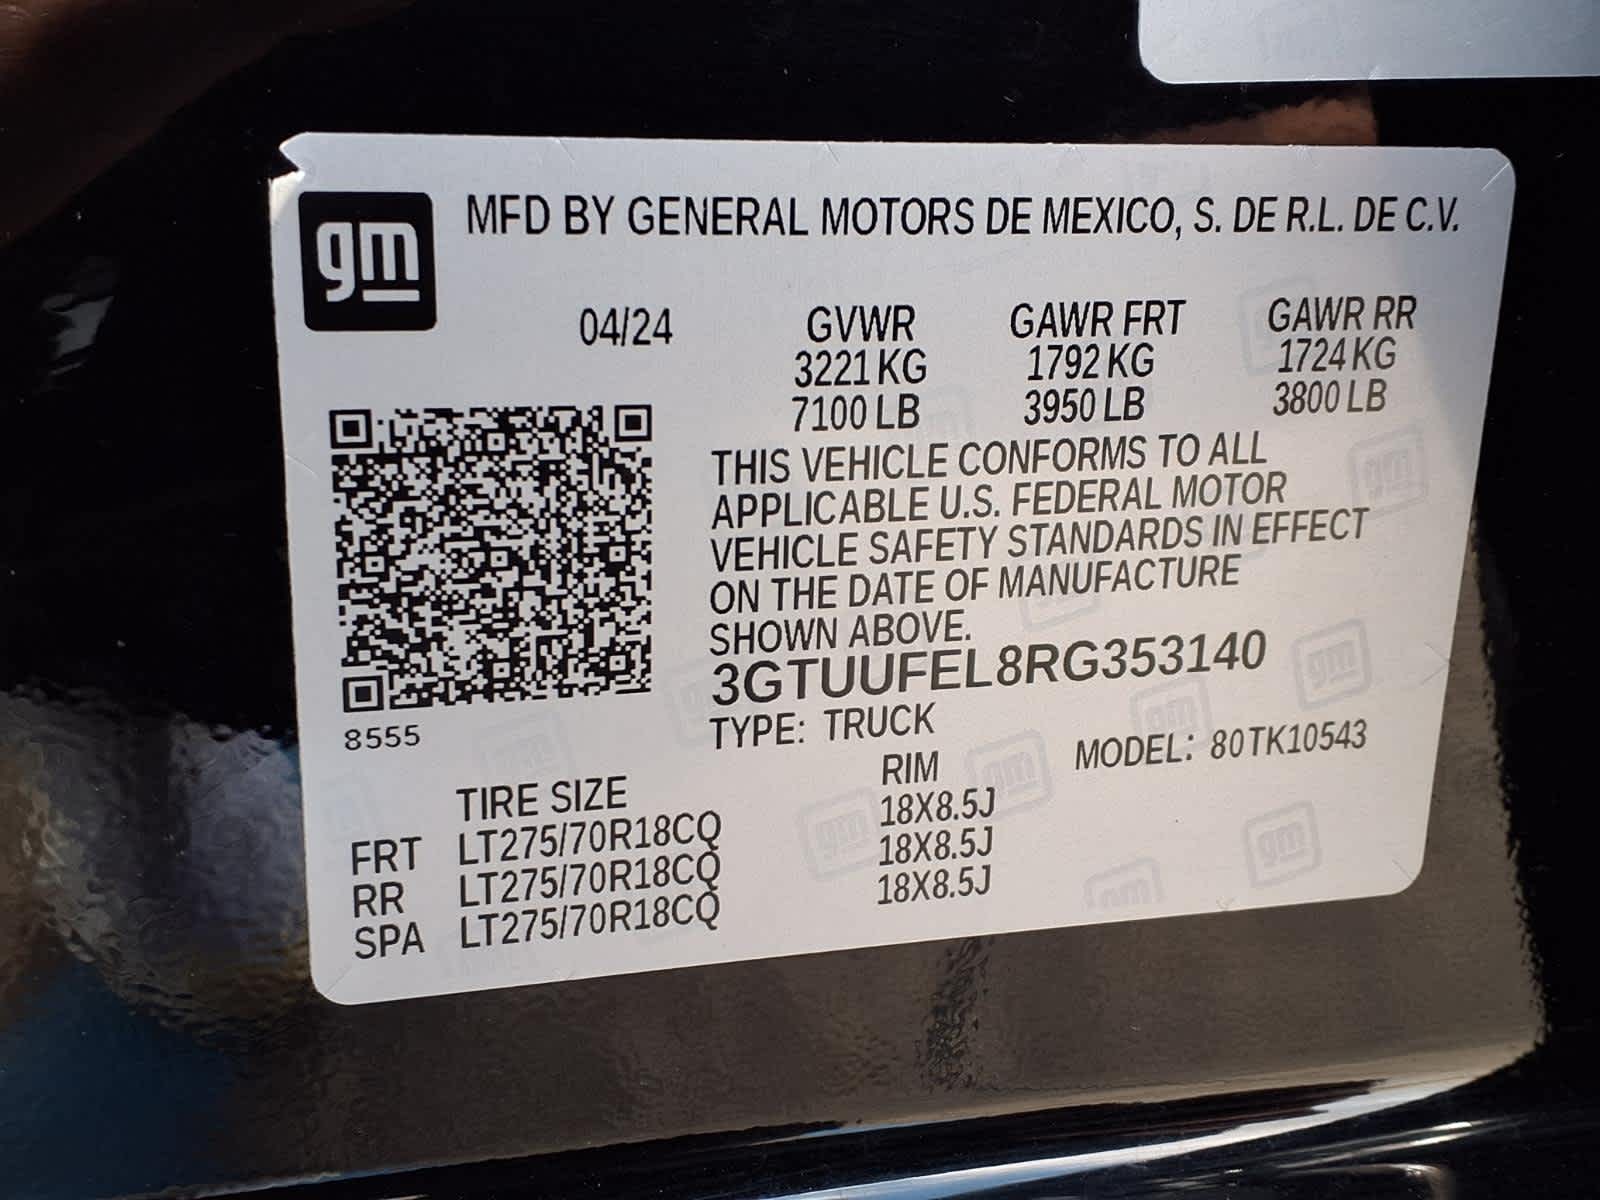 gm
MFD BY GENERAL MOTORS DE MEXICO, S. DE R.L. DE C.V.
04/24 GVWR GAWR FRT GAWR RR
3221 KG 1792 KG 1724 KG
7100 LB 3950 LB 3800 LB
THIS VEHICLE CONFORMS TO ALL
APPLICABLE U.S. FEDERAL MOTOR
VEHICLE SAFETY STANDARDS IN EFFECT
ON THE DATE OF MANUFACTURE
SHOWN ABOVE.
3GTUUFEL8RG353140
8555
TYPE: TRUCK MODEL: 80TK10543
TIRE SIZE RIM
FRT LT275/70R18CQ 18X8.5J
RR LT275/70R18CQ 18X8.5J
SPA LT275/70R18CQ 18X8.5J